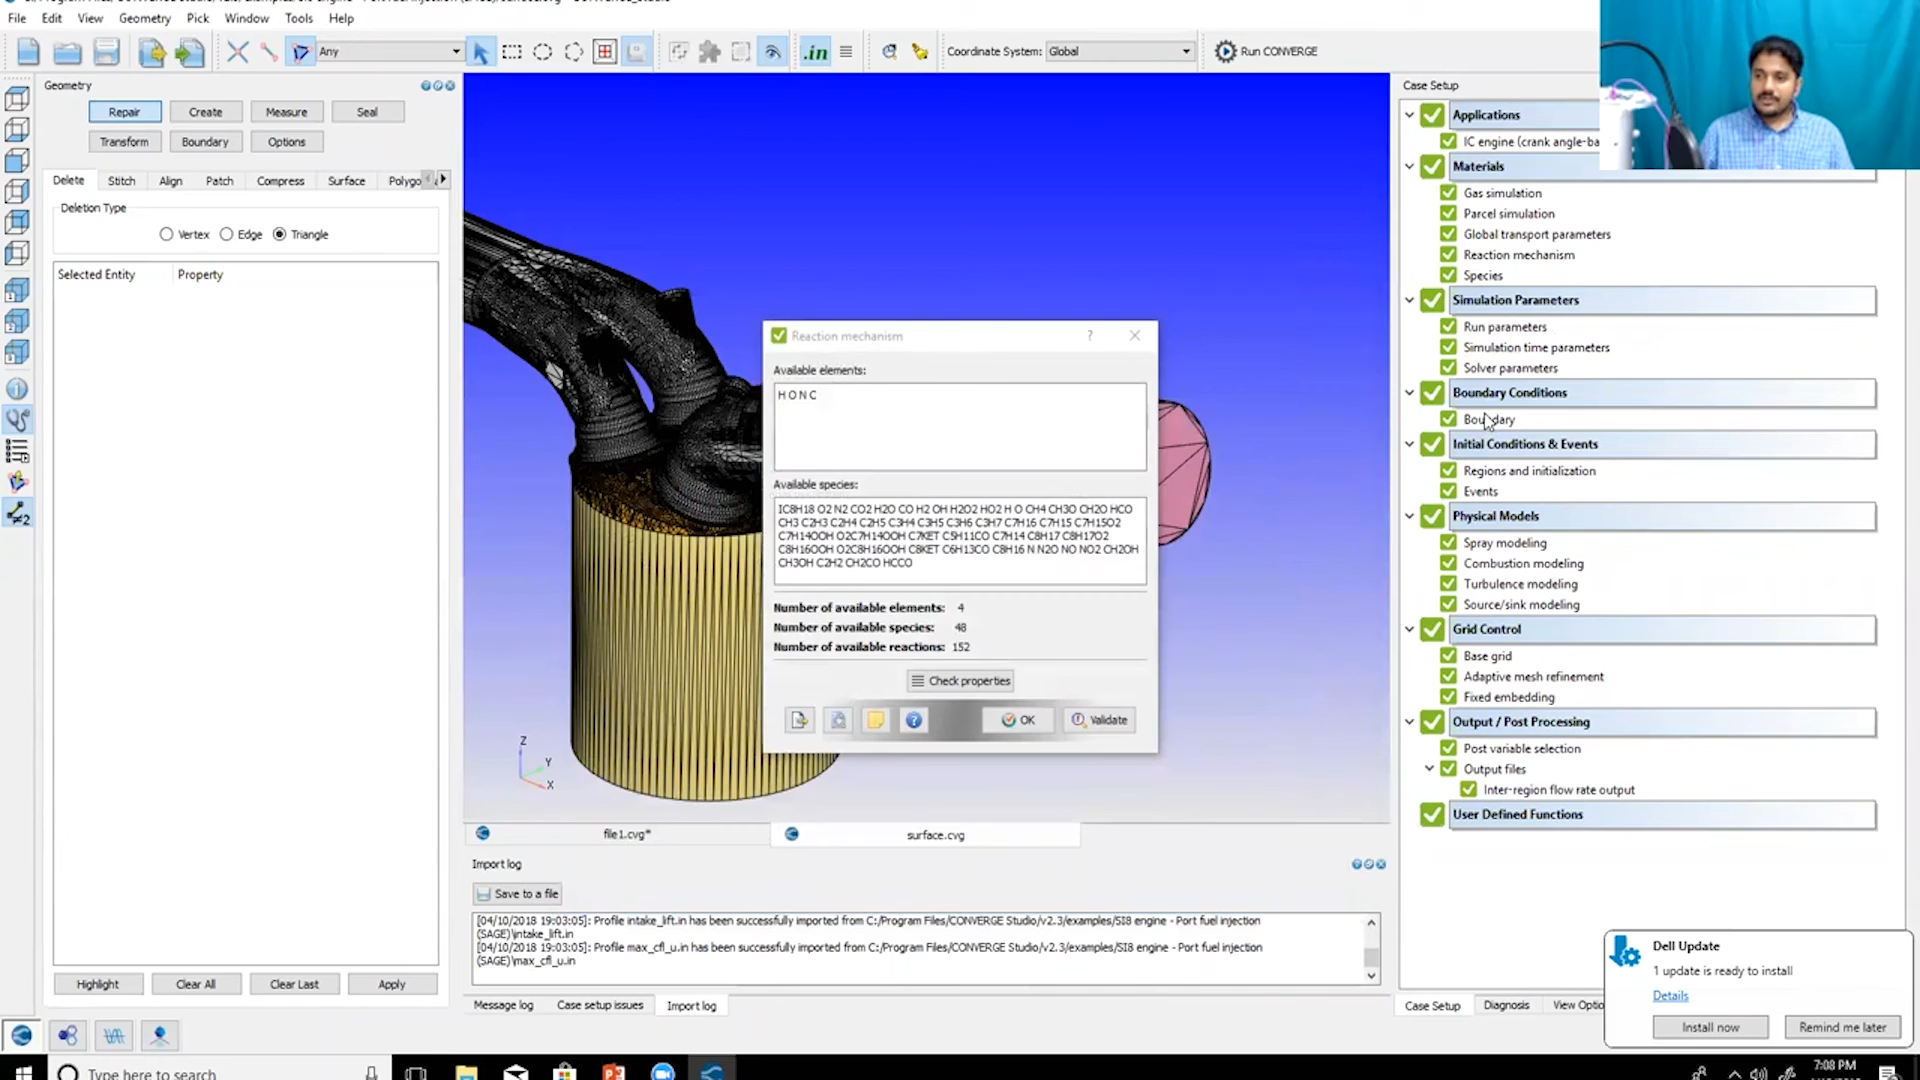 File Edit View Geometry Pick Window Tools Help
Any
.in
Coordinate System: Global
Run CONVERGE
Geometry
Repair Create Measure Seal
Transform Boundary Options
Delete Stitch Align Patch Compress Surface Polygo
Deletion Type
Vertex Edge Triangle
Selected Entity Property
Highlight Clear All Clear Last Apply
Reaction mechanism ?
Available elements:
H O N C
Available species:
IC8H18 O2 N2 CO2 H2O CO H2 OH H2O2 HO2 H O CH4 CH3O CH2O HCO
CH3 C2H3 C2H4 C2H5 C3H4 C3H5 C3H6 C3H7 C7H16 C7H15 C7H15O2
C7H14OOH O2C7H14OOH C7KET C5H11CO C7H14 C8H17 C8H17O2
C8H16OOH O2C8H16OOH C8KET C6H13CO C8H16 N N2O NO NO2 CH2OH
CH3OH C2H2 CH2CO HCCO
Number of available elements: 4
Number of available species: 48
Number of available reactions: 152
Check properties
OK Validate
Z
Y
X
file1.cvg*
surface.cvg
Import log
Save to a file
[04/10/2018 19:03:05]: Profile intake_lift.in has been successfully imported from C:/Program Files/CONVERGE Studio/v2.3/examples/SI8 engine - Port fuel injection
(SAGE)\intake_lift.in
[04/10/2018 19:03:05]: Profile max_cfl_u.in has been successfully imported from C:/Program Files/CONVERGE Studio/v2.3/examples/SI8 engine - Port fuel injection
(SAGE)\max_cfl_u.in
Message log Case setup issues Import log
Case Setup
Applications
IC engine (crank angle-ba
Materials
Gas simulation
Parcel simulation
Global transport parameters
Reaction mechanism
Species
Simulation Parameters
Run parameters
Simulation time parameters
Solver parameters
Boundary Conditions
Boundary
Initial Conditions & Events
Regions and initialization
Events
Physical Models
Spray modeling
Combustion modeling
Turbulence modeling
Source/sink modeling
Grid Control
Base grid
Adaptive mesh refinement
Fixed embedding
Output / Post Processing
Post variable selection
Output files
Inter-region flow rate output
User Defined Functions
Case Setup Diagnosis View Optio
Dell Update
1 update is ready to install
Details
Install now Remind me later
Type here to search
7:08 PM